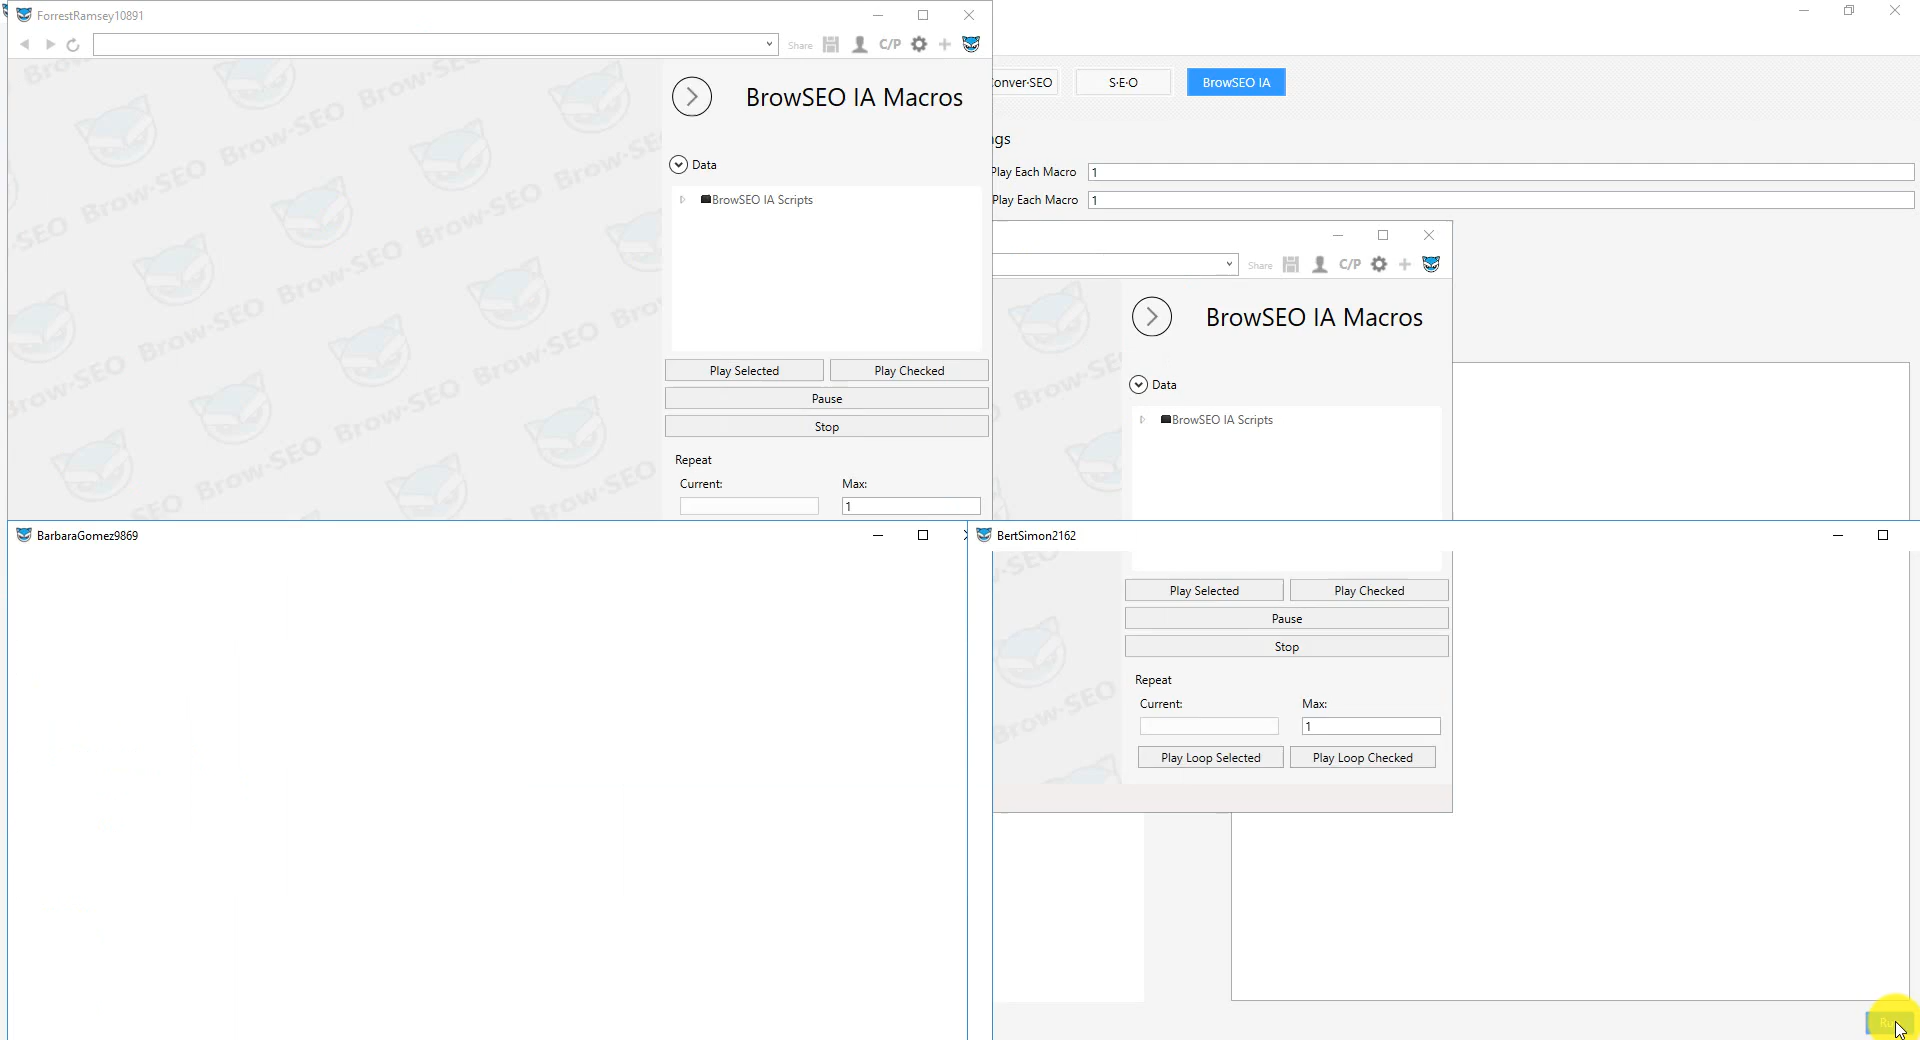 ForrestRamsey10891
Share
C/P
BrowSEO IA Macros
Data
BrowSEO IA Scripts
Play Selected
Play Checked
Pause
Stop
Repeat
Current:
Max:
1
S·E·O
BrowSEO IA
Play Each Macro
1
Play Each Macro
1
Share
C/P
BrowSEO IA Macros
Data
BrowSEO IA Scripts
BarbaraGomez9869
BertSimon2162
Play Selected
Play Checked
Pause
Stop
Repeat
Current:
Max:
1
Play Loop Selected
Play Loop Checked
Brow-SEO